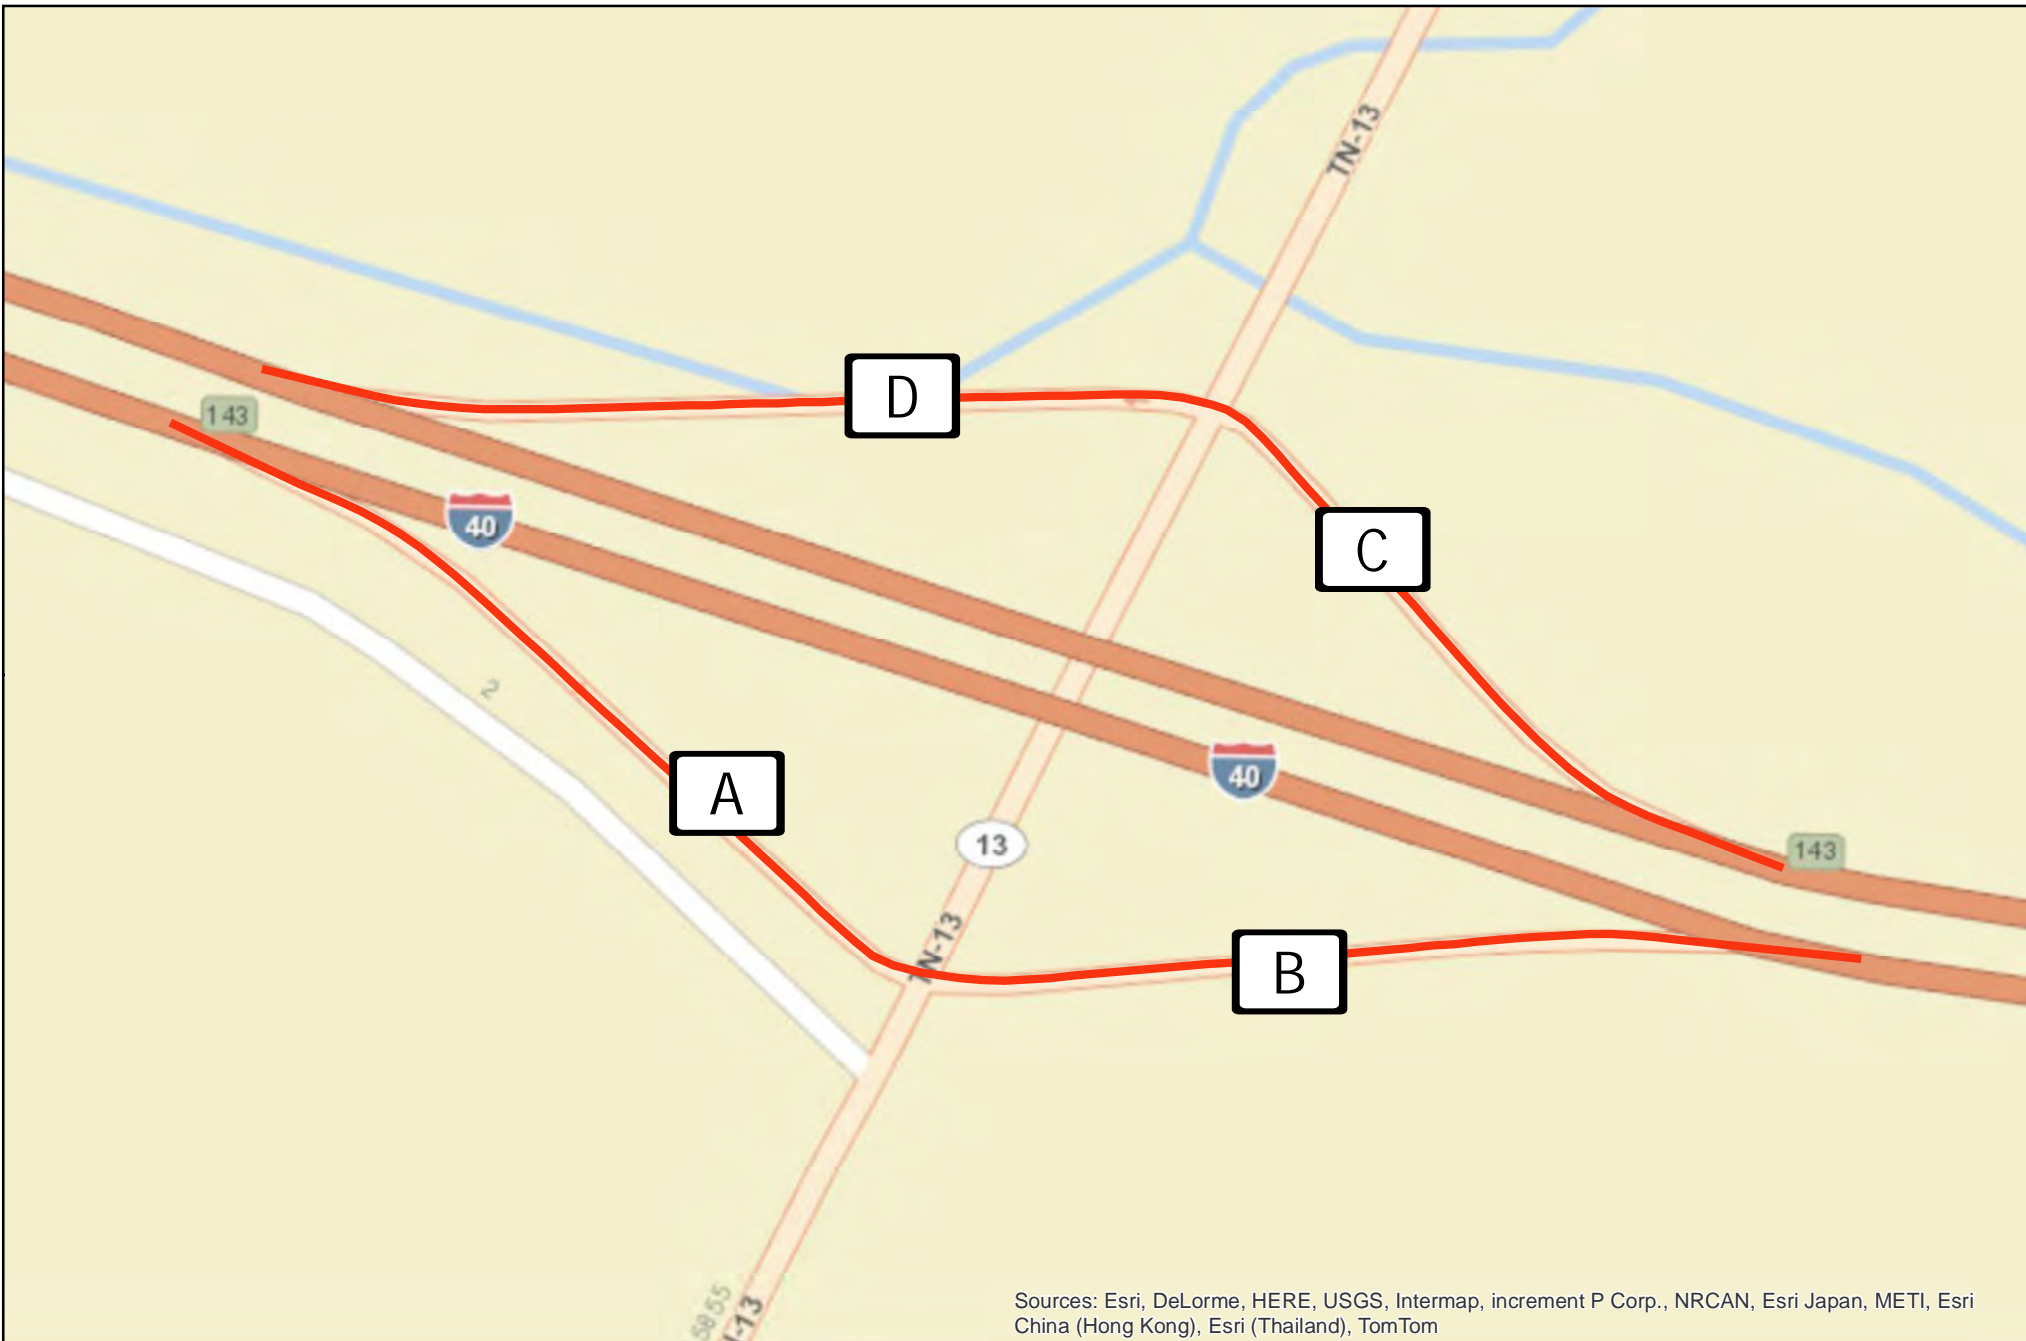 TN-13
D
143
40
C
2
40
A
13
143
TN-13
B
5055
Sources: Esri, DeLorme, HERE, USGS, Intermap, increment P Corp., NRCAN, Esri Japan, METI, Esri
China (Hong Kong), Esri (Thailand), TomTom